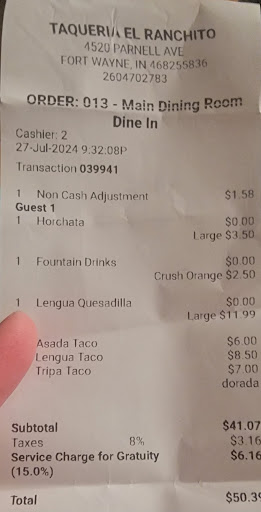 TAQUERIA EL RANCHITO
4520 PARNELL AVE
FORT WAYNE, IN 468255836
2604702783
ORDER: 013 - Main Dining Room
Dine In
Cashier: 2
27-Jul-2024 9:32:08P
Transaction 039941
1 Non Cash Adjustment $1.58
Guest 1
1 Horchata $0.00
Large $3.50
1 Fountain Drinks $0.00
Crush Orange $2.50
1 Lengua Quesadilla $0.00
Large $11.99
Asada Taco $6.00
Lengua Taco $8.50
Tripa Taco $7.00
dorada
Subtotal $41.07
Taxes 8% $3.16
Service Charge for Gratuity $6.16
(15.0%)
Total